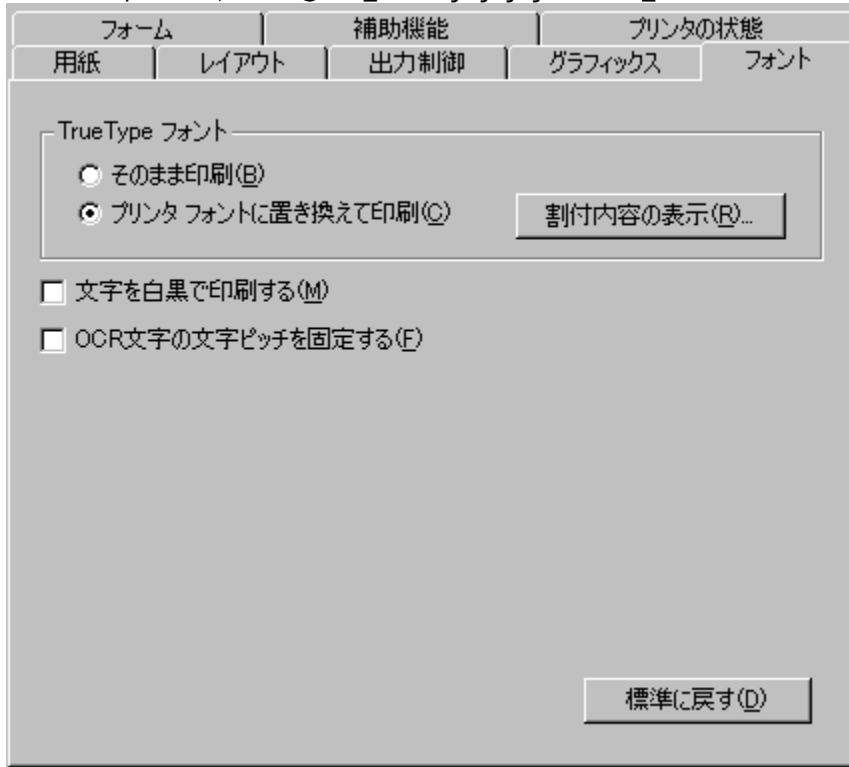 フォーム 補助機能 プリンタの状態
用紙 レイアウト 出力制御 グラフィックス フォント
TrueType フォント
そのまま印刷(B)
プリンタ フォントに置き換えて印刷(C) 割付内容の表示(R)...
文字を白黒で印刷する(M)
OCR文字の文字ピッチを固定する(F)
標準に戻す(D)